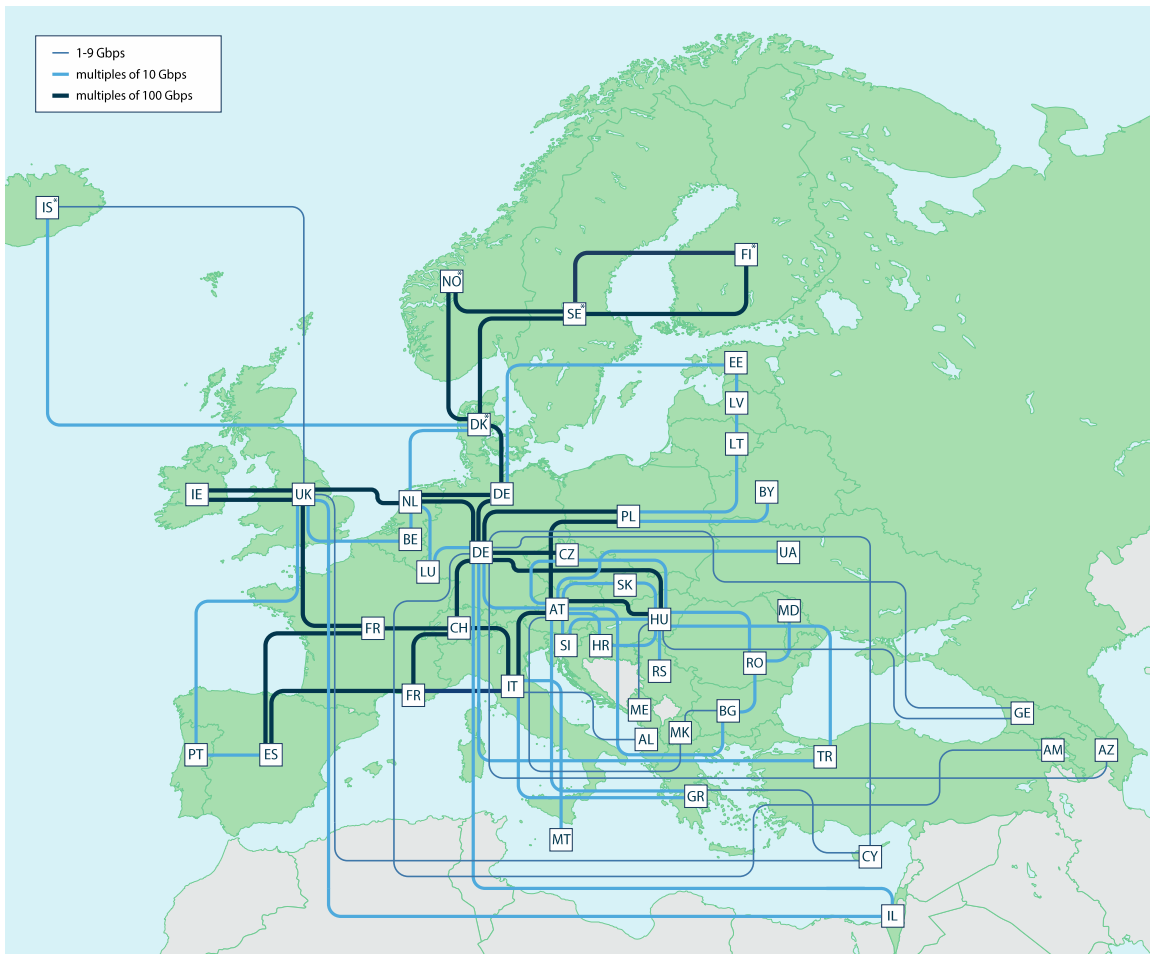 1-9 Gbps
multiples of 10 Gbps
multiples of 100 Gbps
IS*
FI*
NO*
SE*
EE
LV
DK*
LT
IE
UK
NL
DE
BY
PL
BE
DE
CZ
UA
LU
SK
AT
MD
HU
FR
CH
SI
HR
RO
RS
FR
IT
ME
BG
GE
MK
AL
PT
ES
TR
AM
AZ
GR
MT
CY
IL